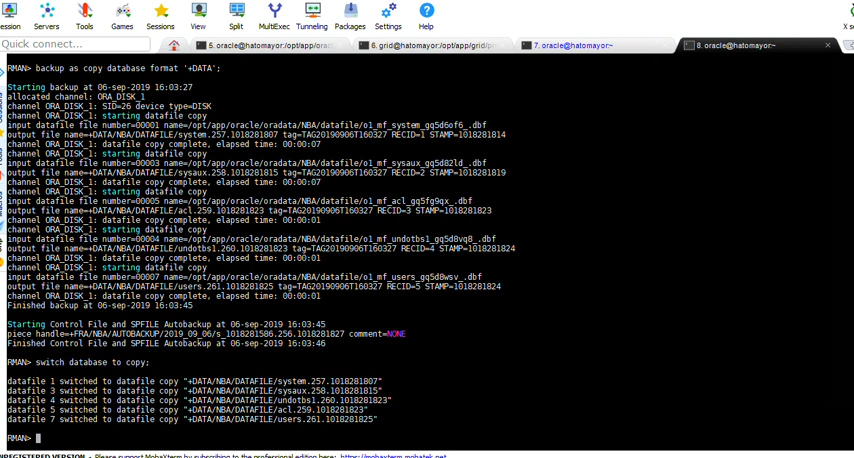 ession Servers Tools Games Sessions View Split MultiExec Tunneling Packages Settings Help X se
Quick connect... 5. oracle@hatomayor:/opt/app/orac 6. grid@hatomayor:/opt/app/grid/pr 7. oracle@hatomayor:~ 8. oracle@hatomayor:~
RMAN> backup as copy database format '+DATA';
Starting backup at 06-sep-2019 16:03:27
allocated channel: ORA_DISK_1
channel ORA_DISK_1: SID=26 device type=DISK
channel ORA_DISK_1: starting datafile copy
input datafile file number=00001 name=/opt/app/oracle/oradata/NBA/datafile/o1_mf_system_gq5d6of6_.dbf
output file name=+DATA/NBA/DATAFILE/system.257.1018281807 tag=TAG20190906T160327 RECID=1 STAMP=1018281814
channel ORA_DISK_1: datafile copy complete, elapsed time: 00:00:07
channel ORA_DISK_1: starting datafile copy
input datafile file number=00003 name=/opt/app/oracle/oradata/NBA/datafile/o1_mf_sysaux_gq5d82ld_.dbf
output file name=+DATA/NBA/DATAFILE/sysaux.258.1018281815 tag=TAG20190906T160327 RECID=2 STAMP=1018281819
channel ORA_DISK_1: datafile copy complete, elapsed time: 00:00:07
channel ORA_DISK_1: starting datafile copy
input datafile file number=00005 name=/opt/app/oracle/oradata/NBA/datafile/o1_mf_acl_gq5fg9qx_.dbf
output file name=+DATA/NBA/DATAFILE/acl.259.1018281823 tag=TAG20190906T160327 RECID=3 STAMP=1018281823
channel ORA_DISK_1: datafile copy complete, elapsed time: 00:00:01
channel ORA_DISK_1: starting datafile copy
input datafile file number=00004 name=/opt/app/oracle/oradata/NBA/datafile/o1_mf_undotbs1_gq5d8vq8_.dbf
output file name=+DATA/NBA/DATAFILE/undotbs1.260.1018281823 tag=TAG20190906T160327 RECID=4 STAMP=1018281824
channel ORA_DISK_1: datafile copy complete, elapsed time: 00:00:01
channel ORA_DISK_1: starting datafile copy
input datafile file number=00007 name=/opt/app/oracle/oradata/NBA/datafile/o1_mf_users_gq5d8wsv_.dbf
output file name=+DATA/NBA/DATAFILE/users.261.1018281825 tag=TAG20190906T160327 RECID=5 STAMP=1018281824
channel ORA_DISK_1: datafile copy complete, elapsed time: 00:00:01
Finished backup at 06-sep-2019 16:03:45
Starting Control File and SPFILE Autobackup at 06-sep-2019 16:03:45
piece handle=+FRA/NBA/AUTOBACKUP/2019_09_06/s_1018281586.256.1018281827 comment=NONE
Finished Control File and SPFILE Autobackup at 06-sep-2019 16:03:46
RMAN> switch database to copy;
datafile 1 switched to datafile copy "+DATA/NBA/DATAFILE/system.257.1018281807"
datafile 3 switched to datafile copy "+DATA/NBA/DATAFILE/sysaux.258.1018281815"
datafile 4 switched to datafile copy "+DATA/NBA/DATAFILE/undotbs1.260.1018281823"
datafile 5 switched to datafile copy "+DATA/NBA/DATAFILE/acl.259.1018281823"
datafile 7 switched to datafile copy "+DATA/NBA/DATAFILE/users.261.1018281825"
RMAN>
NREGISTERED VERSION - Please support MobaXterm by subscribing to the professional edition here: https://mobaxterm.mobatek.net